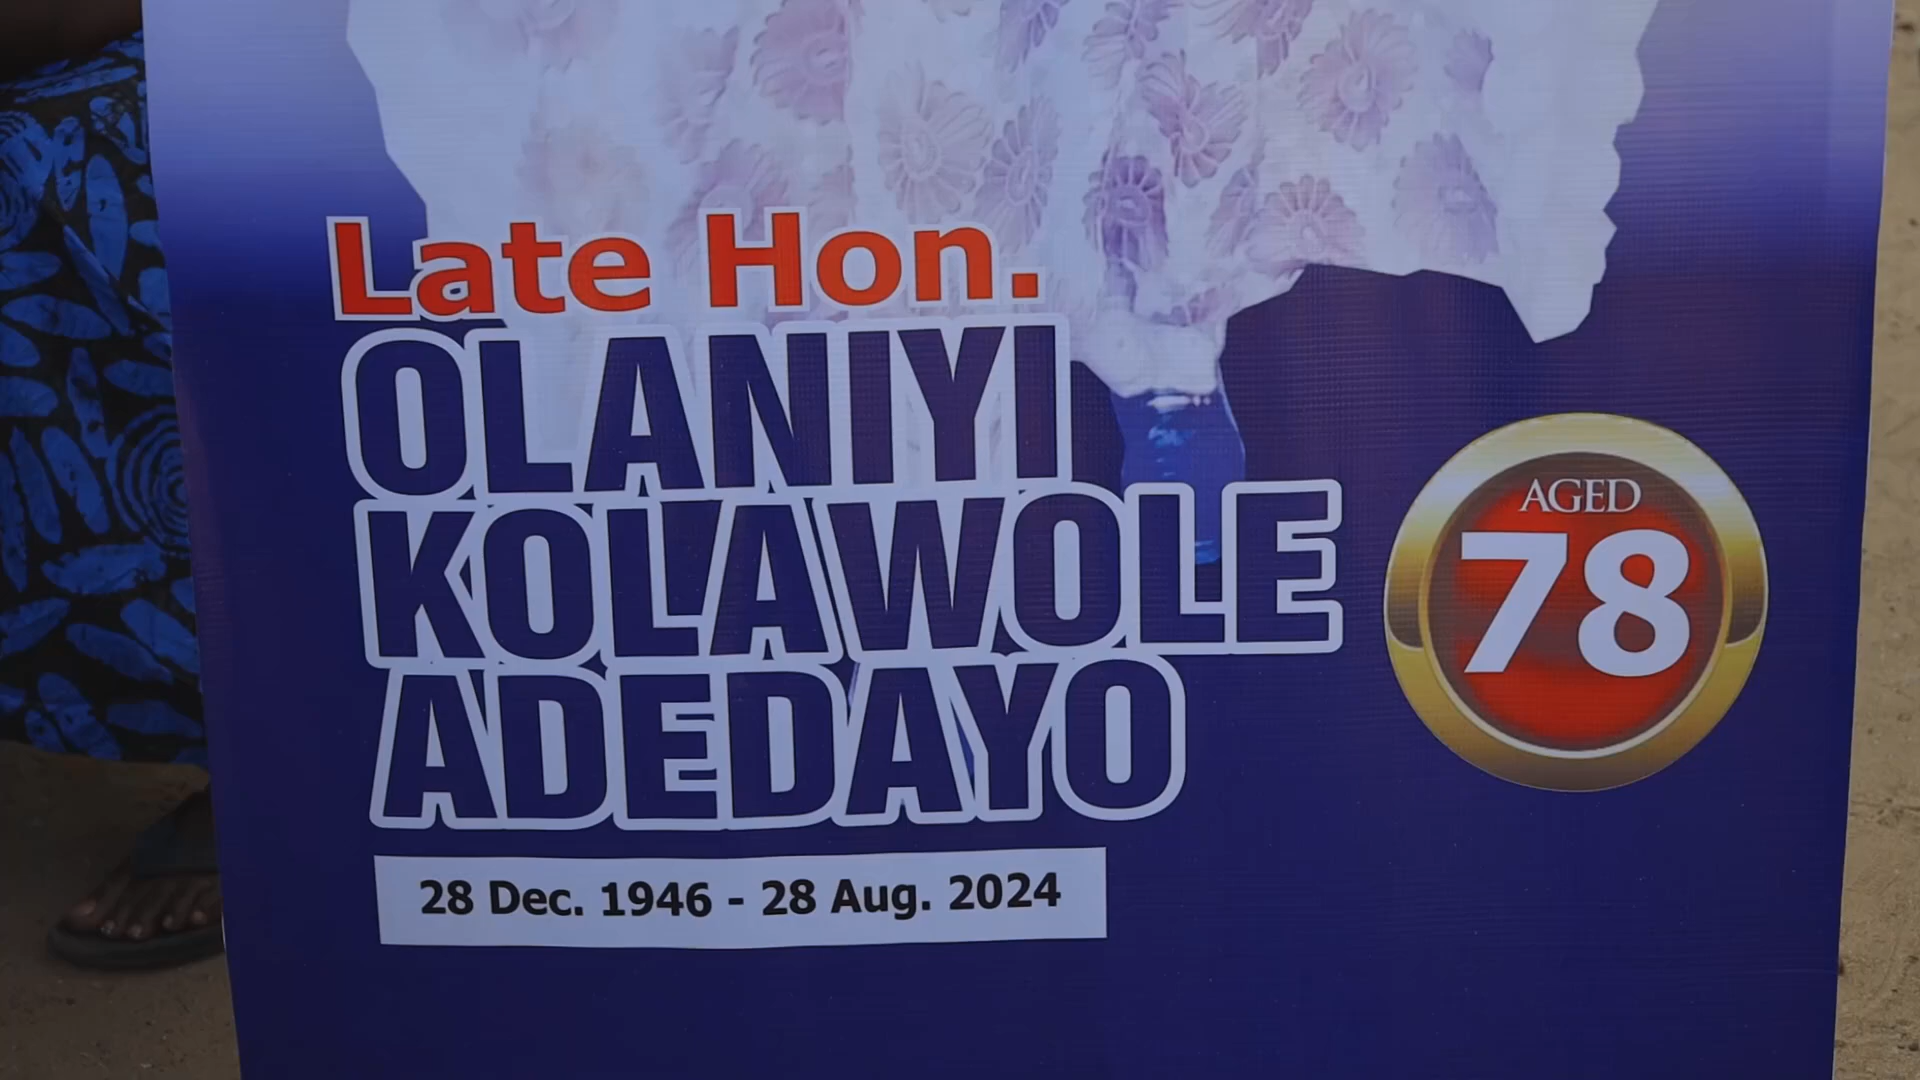 Late Hon.
OLANIYI
KOLAWOLE
ADEDAYO
AGED
78
28 Dec. 1946 - 28 Aug. 2024